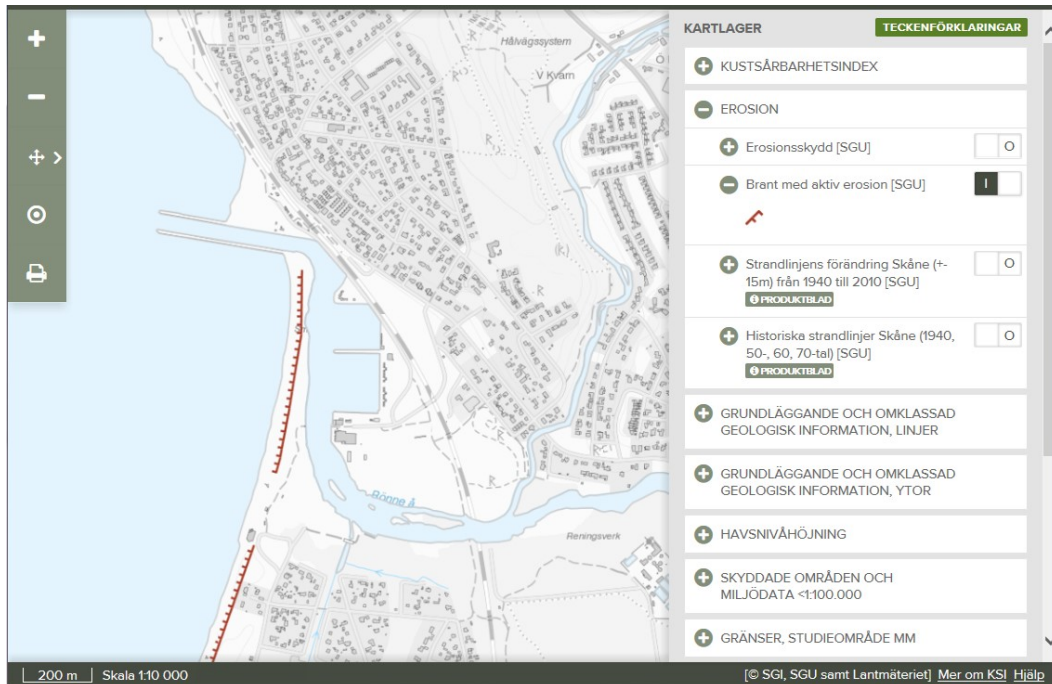 Hålvägssystem
V Kvarn
Rönne Å
Reningsverk
KARTLAGER
TECKENFÖRKLARINGAR
KUSTSÅRBARHETSINDEX
EROSION
Erosionsskydd [SGU]
O
Brant med aktiv erosion [SGU]
I
Strandlinjens förändring Skåne (+-
15m) från 1940 till 2010 [SGU]
O
PRODUKTBLAD
Historiska strandlinjer Skåne (1940,
50-, 60, 70-tal) [SGU]
O
PRODUKTBLAD
GRUNDLÄGGANDE OCH OMKLASSAD
GEOLOGISK INFORMATION, LINJER
GRUNDLÄGGANDE OCH OMKLASSAD
GEOLOGISK INFORMATION, YTOR
HAVSNIVÅHÖJNING
SKYDDADE OMRÅDEN OCH
MILJÖDATA <1:100.000
GRÄNSER, STUDIEOMRÅDE MM
200 m
Skala 1:10 000
[© SGI, SGU samt Lantmäteriet] Mer om KSI Hjälp